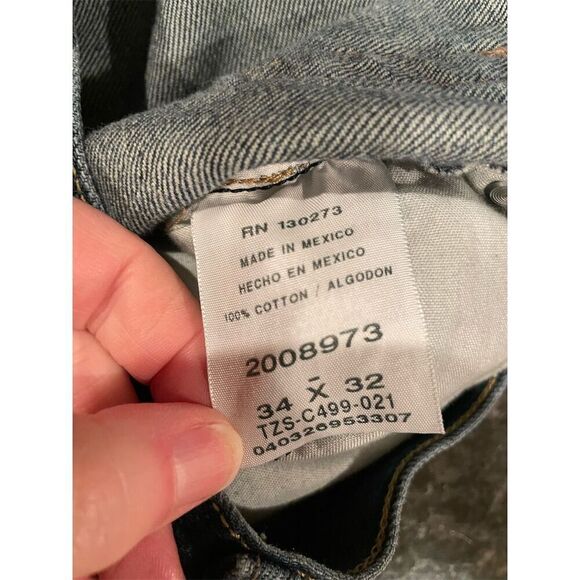 RN 130273
MADE IN MEXICO
HECHO EN MEXICO
100% COTTON / ALGODON
2008973
-
34 X 32
TZS-C499-021
040326953307